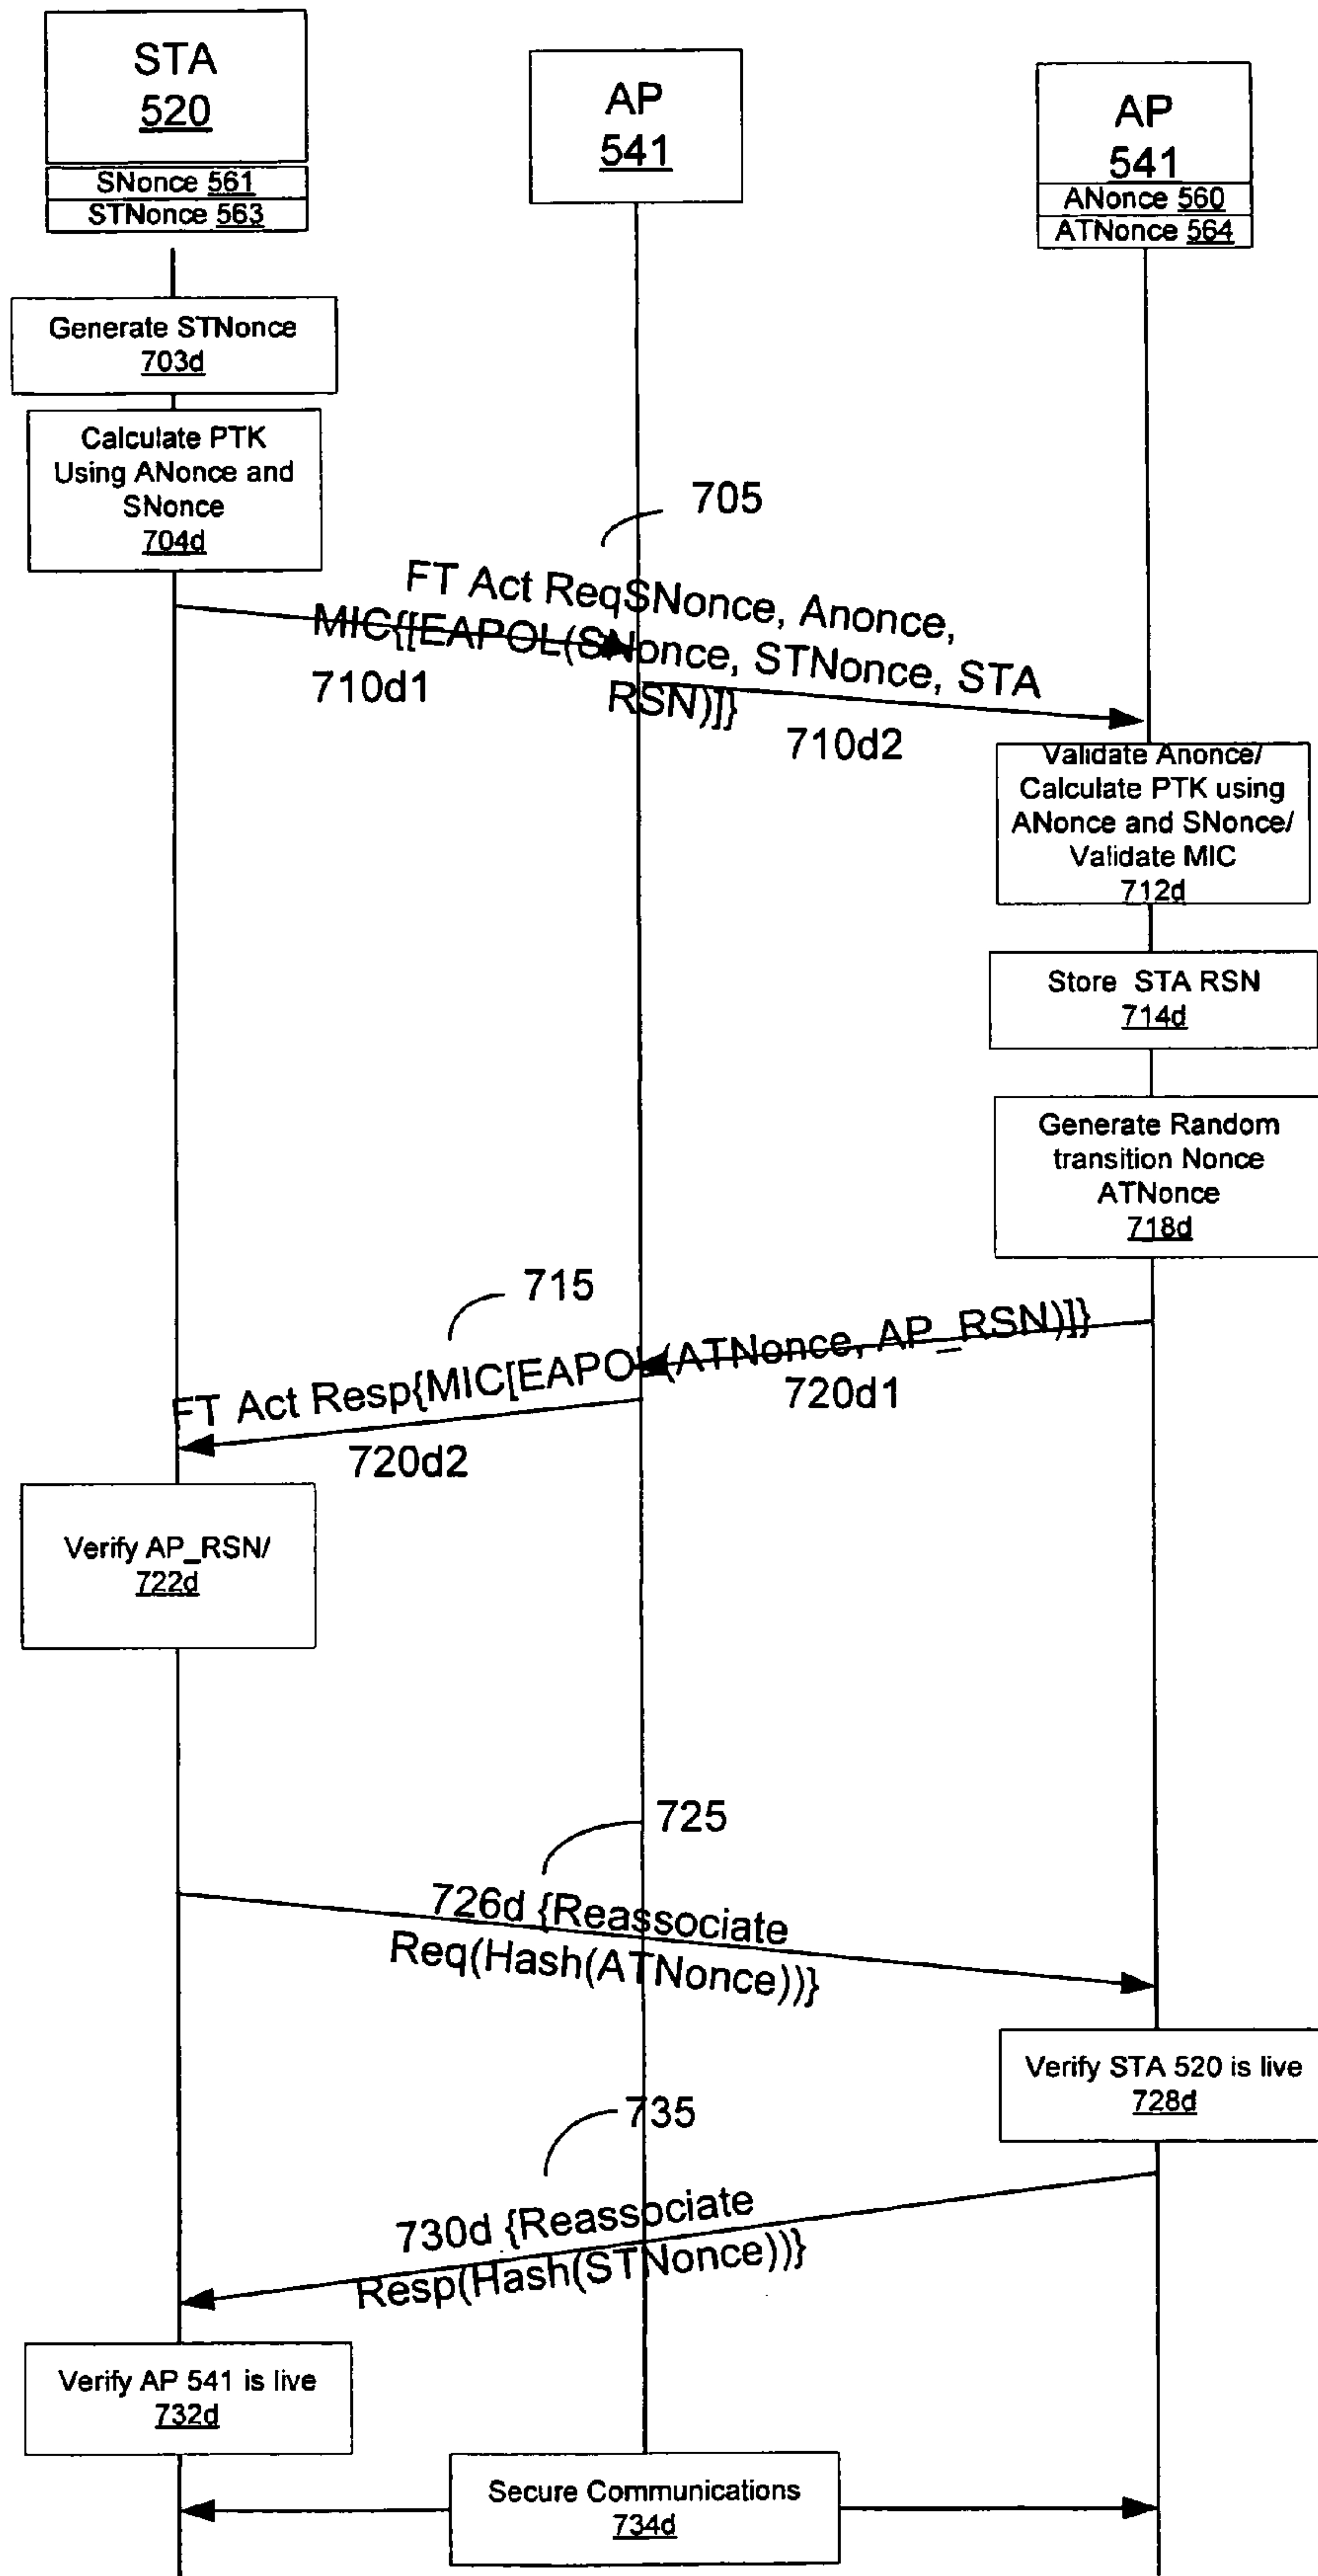 STA
520
SNonce 561
STNonce 563
AP
541
AP
541
ANonce 560
ATNonce 564
Generate STNonce
703d
Calculate PTK
Using ANonce and
SNonce
704d
705
FT Act ReqSNonce, Anonce,
MIC{[EAPOL(SNonce, STNonce, STA
RSN)]}
710d1
710d2
Validate Anonce/
Calculate PTK using
ANonce and SNonce/
Validate MIC
712d
Store STA RSN
714d
Generate Random
transition Nonce
ATNonce
718d
715
FT Act Resp{MIC[EAPOL(ATNonce, AP_RSN)]}
720d1
720d2
Verify AP_RSN/
722d
725
726d {Reassociate
Req(Hash(ATNonce))}
Verify STA 520 is live
728d
735
730d {Reassociate
Resp(Hash(STNonce))}
Verify AP 541 is live
732d
Secure Communications
734d